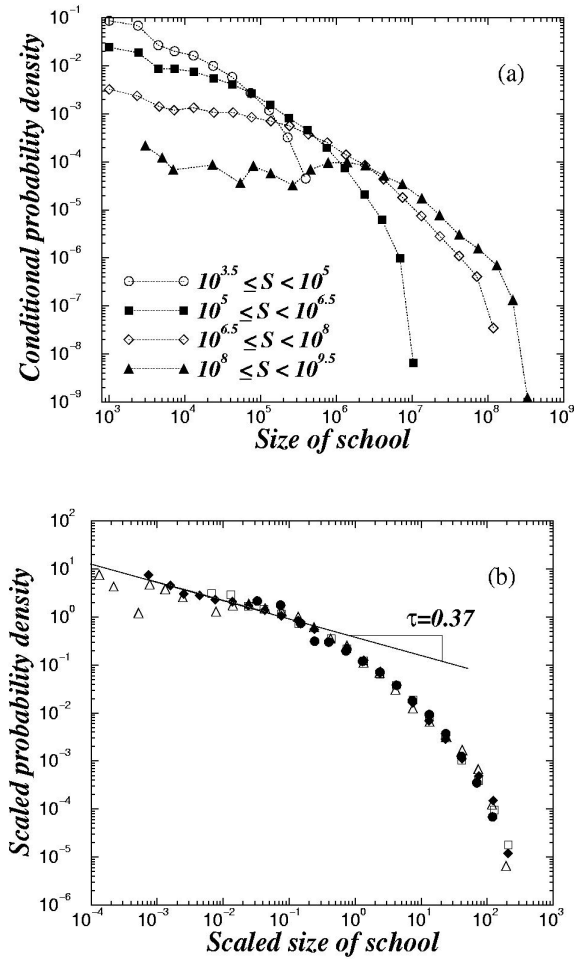 (a)
Conditional probability density
10^-1
10^-2
10^-3
10^-4
10^-5
10^-6
10^-7
10^-8
10^-9
10^3.5 ≤ S < 10^5
10^5 ≤ S < 10^6.5
10^6.5 ≤ S < 10^8
10^8 ≤ S < 10^9.5
10^3 10^4 10^5 10^6 10^7 10^8 10^9
Size of school
(b)
Scaled probability density
10^2
10^1
10^0
10^-1
10^-2
10^-3
10^-4
10^-5
10^-6
τ=0.37
10^-4 10^-3 10^-2 10^-1 10^0 10^1 10^2 10^3
Scaled size of school